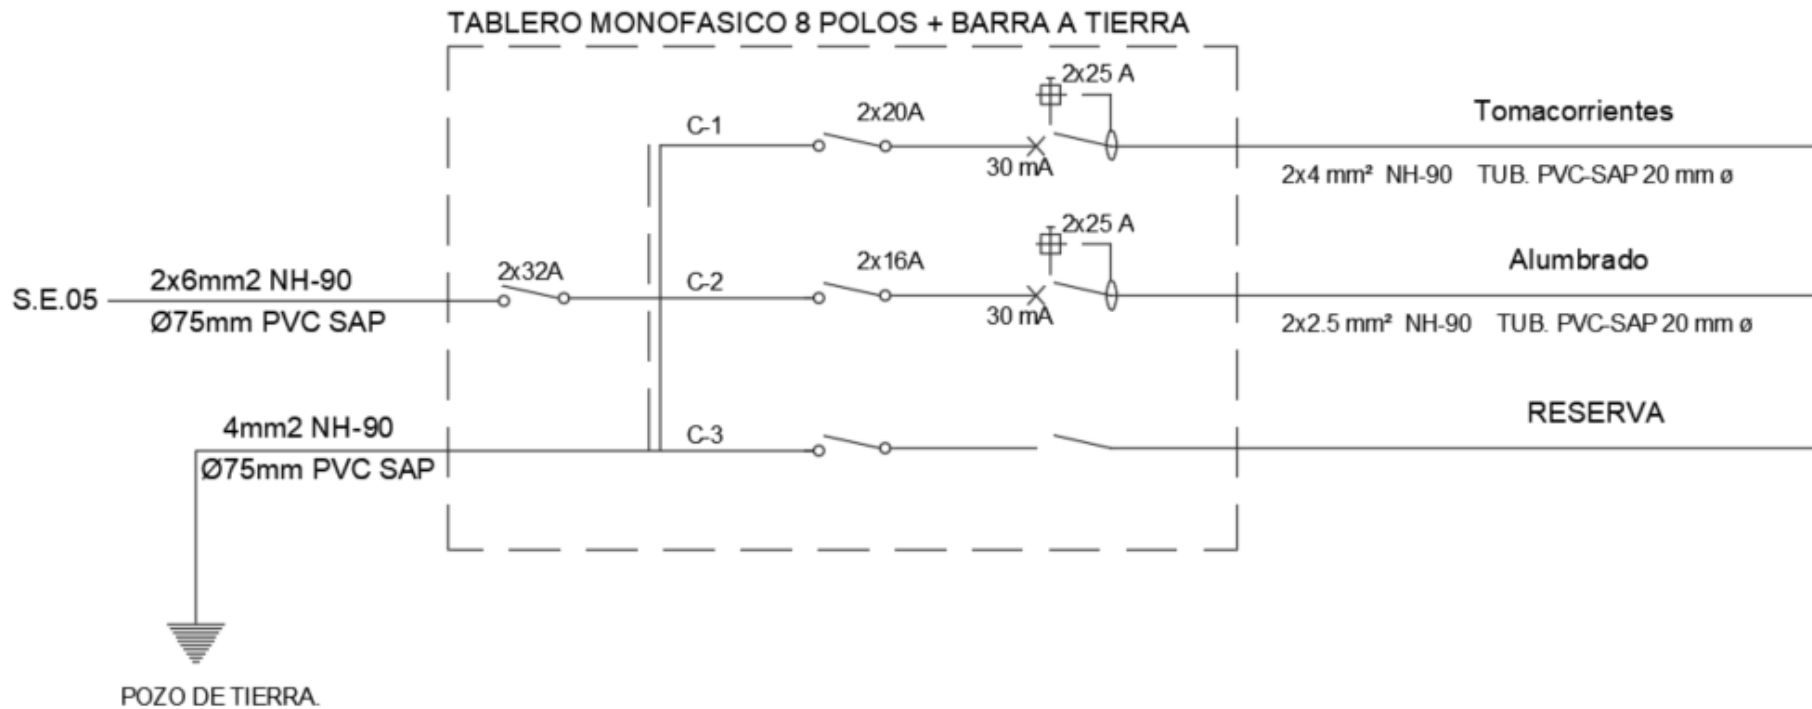 TABLERO MONOFASICO 8 POLOS + BARRA A TIERRA
2x25 A
C-1
2x20A
30 mA
Tomacorrientes
2x4 mm² NH-90 TUB. PVC-SAP 20 mm ø
2x25 A
S.E.05
2x6mm2 NH-90
Ø75mm PVC SAP
2x32A
C-2
2x16A
30 mA
Alumbrado
2x2.5 mm² NH-90 TUB. PVC-SAP 20 mm ø
4mm2 NH-90
Ø75mm PVC SAP
C-3
RESERVA
POZO DE TIERRA.